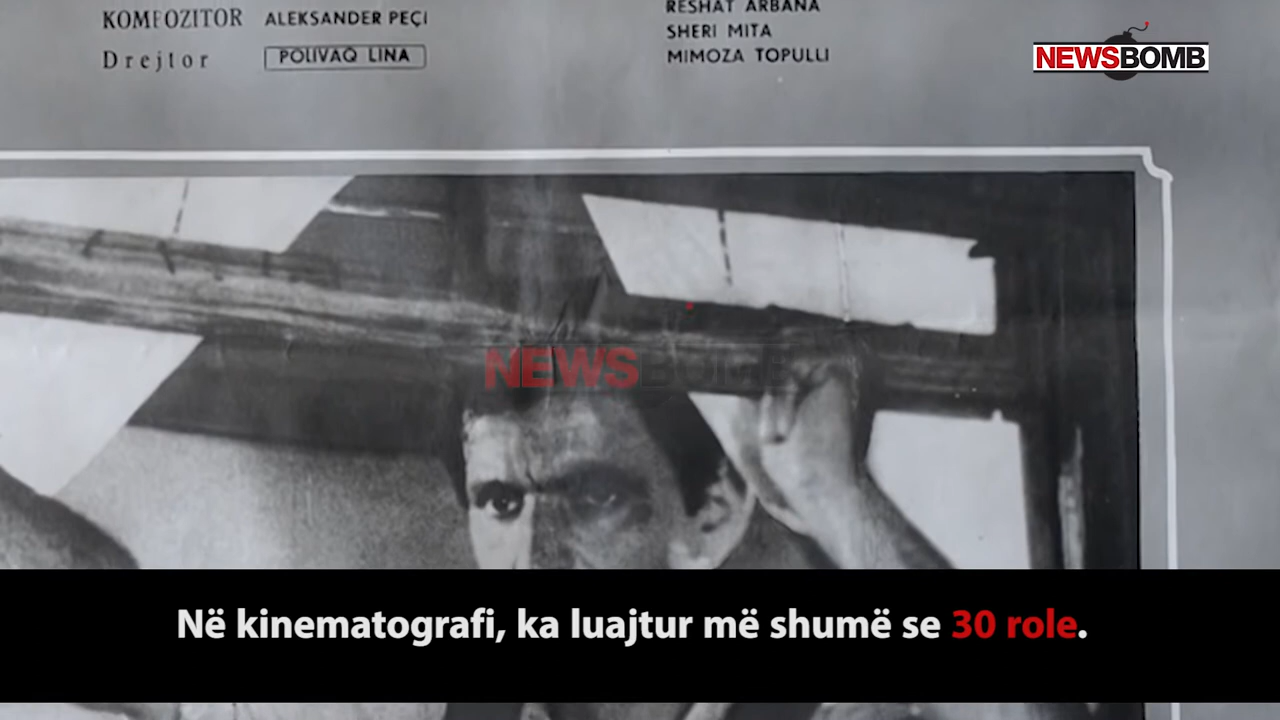 KOMPOZITOR ALEKSANDER PEÇI
Drejtor POLIVAQ LINA
RESHAT ARBANA
SHERI MITA
MIMOZA TOPULLI
NEWSBOMB
NEWSBOMB
Në kinematografi, ka luajtur më shumë se 30 role.